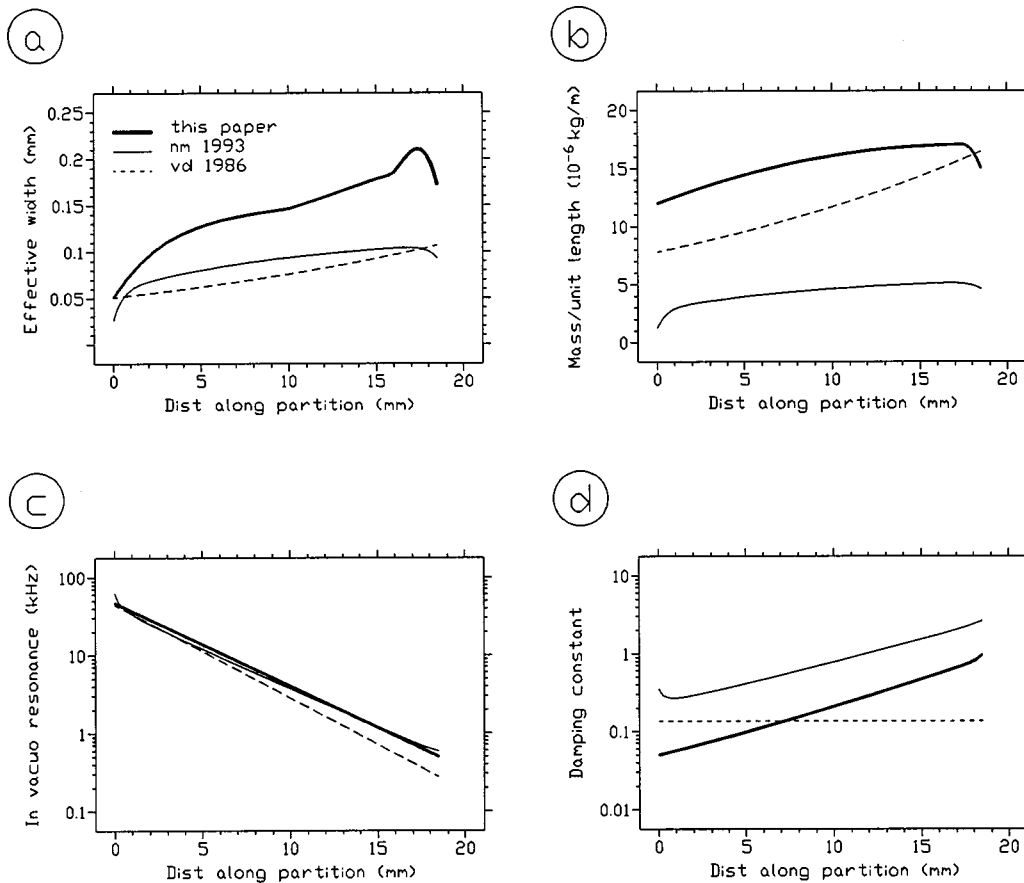 a
0.25
0.2
0.15
0.1
0.05
Effective width (mm)
this paper
nm 1993
vd 1986
0 5 10 15 20
Dist along partition (mm)
b
20
15
10
5
0
Mass/unit length (10⁻⁶ kg/m)
0 5 10 15 20
Dist along partition (mm)
c
100
10
1
0.1
In vacuo resonance (kHz)
0 5 10 15 20
Dist along partition (mm)
d
10
1
0.1
0.01
Damping constant
0 5 10 15 20
Dist along partition (mm)